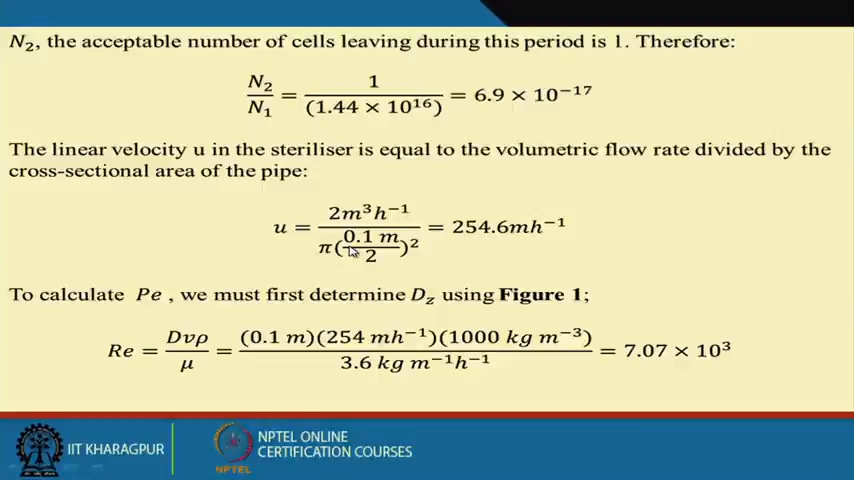 N₂, the acceptable number of cells leaving during this period is 1. Therefore:
N₂/N₁ = 1/(1.44 × 10¹⁶) = 6.9 × 10⁻¹⁷
The linear velocity u in the steriliser is equal to the volumetric flow rate divided by the
cross-sectional area of the pipe:
u = 2m³h⁻¹/π(0.1 m/2)² = 254.6mh⁻¹
To calculate Pe , we must first determine D_z using Figure 1;
Re = Dvρ/μ = (0.1 m)(254 mh⁻¹)(1000 kg m⁻³)/3.6 kg m⁻¹h⁻¹ = 7.07 × 10³
IIT KHARAGPUR
NPTEL
NPTEL ONLINE
CERTIFICATION COURSES